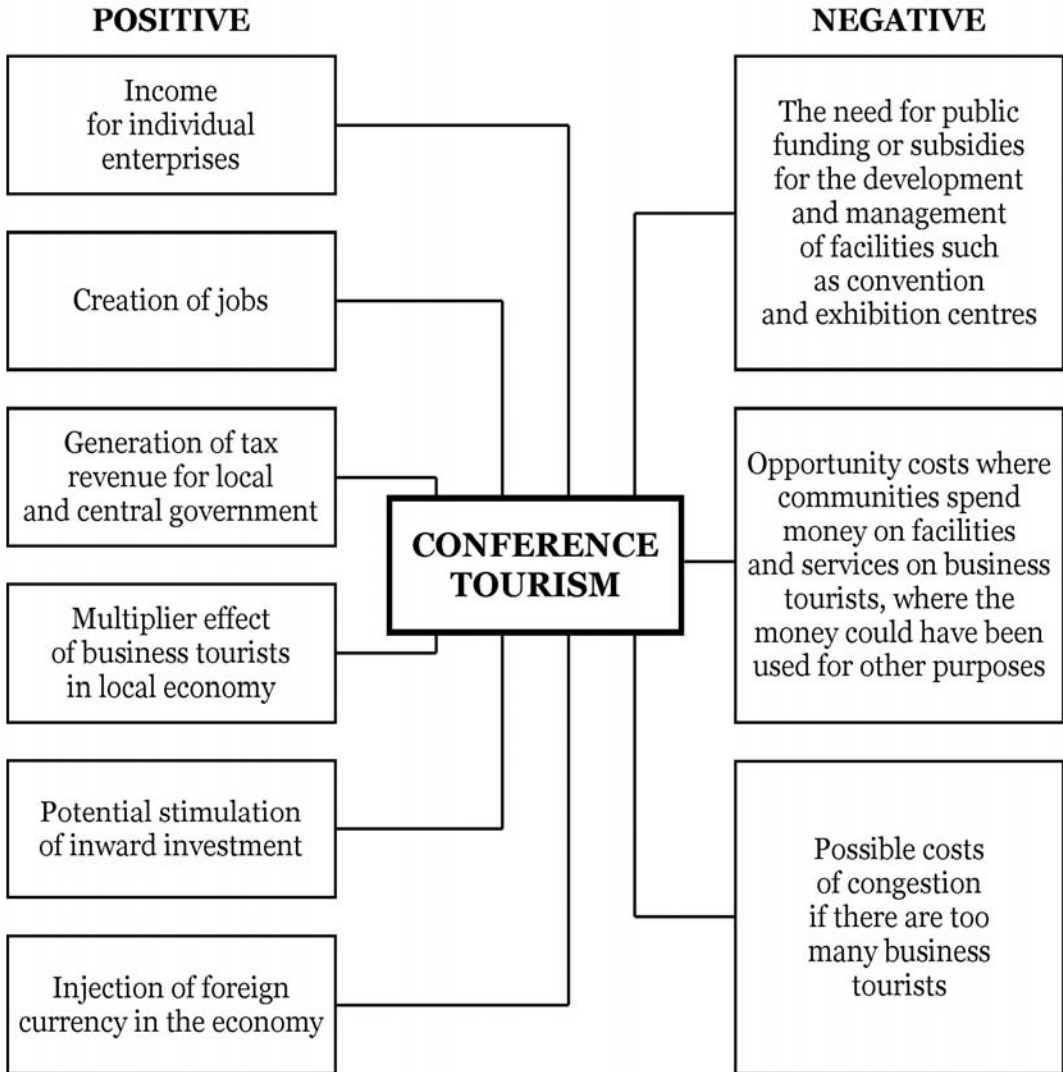 POSITIVE
Income
for individual
enterprises
Creation of jobs
Generation of tax
revenue for local
and central government
Multiplier effect
of business tourists
in local economy
Potential stimulation
of inward investment
Injection of foreign
currency in the economy
CONFERENCE
TOURISM
NEGATIVE
The need for public
funding or subsidies
for the development
and management
of facilities such
as convention
and exhibition centres
Opportunity costs where
communities spend
money on facilities
and services on business
tourists, where the
money could have been
used for other purposes
Possible costs
of congestion
if there are too
many business
tourists